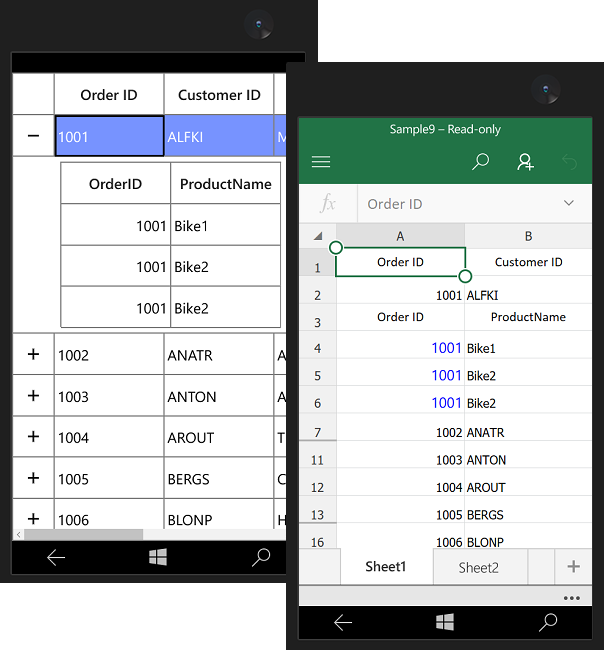 Order ID Customer ID
− 1001 ALFKI M
OrderID ProductName
1001 Bike1
1001 Bike2
1001 Bike2
+ 1002 ANATR A
+ 1003 ANTON A
+ 1004 AROUT T
+ 1005 BERGS C
+ 1006 BLONP H
Sample9 – Read-only
fx Order ID
A B
1 Order ID Customer ID
2 1001 ALFKI
3 Order ID ProductName
4 1001 Bike1
5 1001 Bike2
6 1001 Bike2
7 1002 ANATR
11 1003 ANTON
12 1004 AROUT
13 1005 BERGS
16 1006 BLONP
Sheet1 Sheet2 +